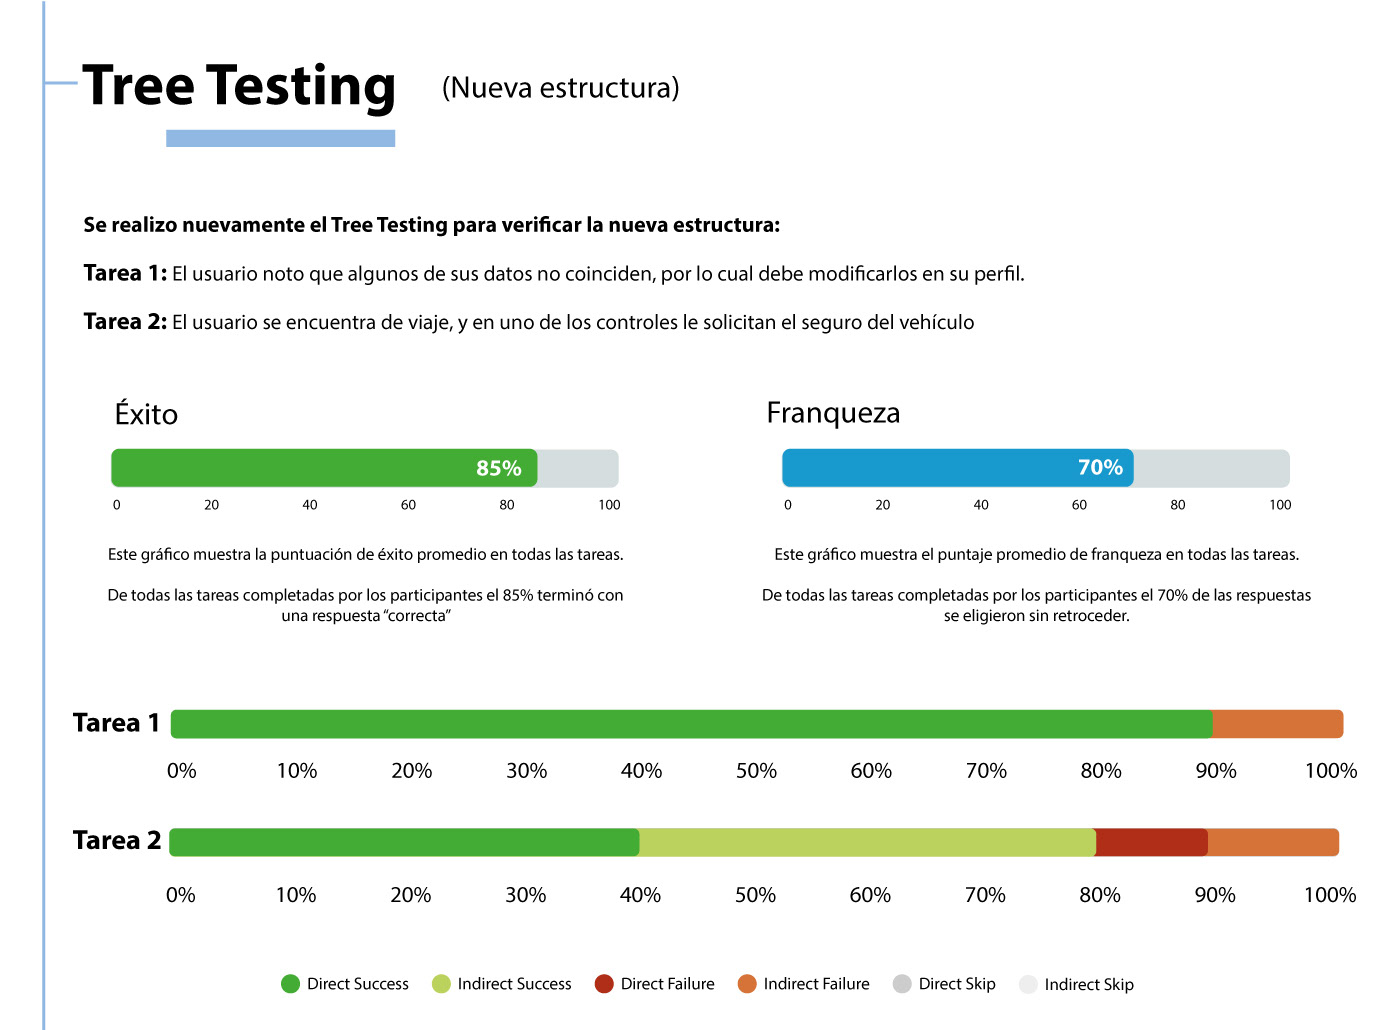 Tree Testing (Nueva estructura)
Se realizo nuevamente el Tree Testing para verificar la nueva estructura:
Tarea 1: El usuario noto que algunos de sus datos no coinciden, por lo cual debe modificarlos en su perfil.
Tarea 2: El usuario se encuentra de viaje, y en uno de los controles le solicitan el seguro del vehículo
Éxito
85%
0 20 40 60 80 100
Este gráfico muestra la puntuación de éxito promedio en todas las tareas.
De todas las tareas completadas por los participantes el 85% terminó con
una respuesta “correcta”
Franqueza
70%
0 20 40 60 80 100
Este gráfico muestra el puntaje promedio de franqueza en todas las tareas.
De todas las tareas completadas por los participantes el 70% de las respuestas
se eligieron sin retroceder.
Tarea 1
0% 10% 20% 30% 40% 50% 60% 70% 80% 90% 100%
Tarea 2
0% 10% 20% 30% 40% 50% 60% 70% 80% 90% 100%
Direct Success Indirect Success Direct Failure Indirect Failure Direct Skip Indirect Skip